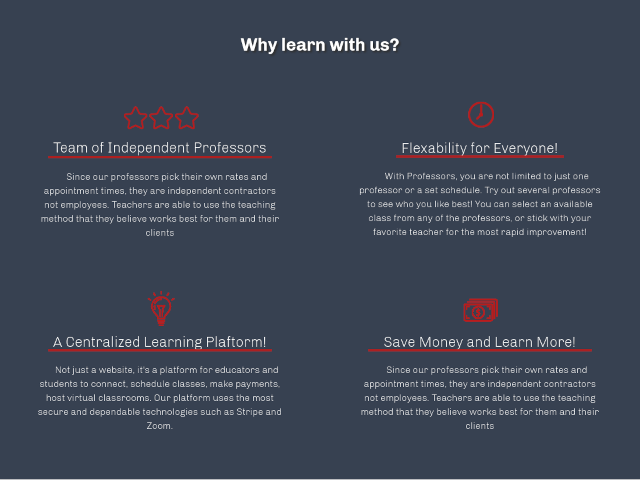 Why learn with us?
Team of Independent Professors
Since our professors pick their own rates and
appointment times, they are independent contractors
not employees. Teachers are able to use the teaching
method that they believe works best for them and their
clients
Flexability for Everyone!
With Professors, you are not limited to just one
professor or a set schedule. Try out several professors
to see who you like best! You can select an available
class from any of the professors, or stick with your
favorite teacher for the most rapid improvement!
A Centralized Learning Plaftorm!
Not just a website, it's a platform for educators and
students to connect, schedule classes, make payments,
host virtual classrooms. Our platform uses the most
secure and dependable technologies such as Stripe and
Zoom.
Save Money and Learn More!
Since our professors pick their own rates and
appointment times, they are independent contractors
not employees. Teachers are able to use the teaching
method that they believe works best for them and their
clients